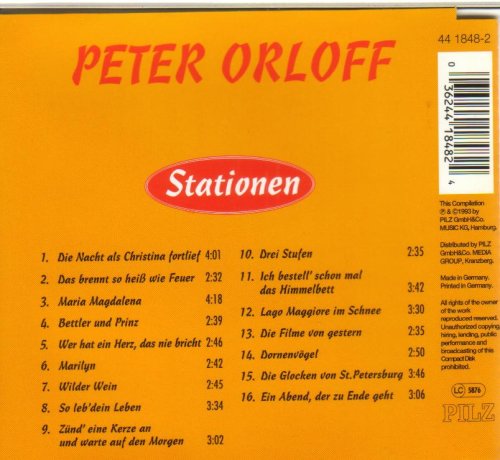 PETER ORLOFF
44 1848-2
0 36244 18482 4
Stationen
1. Die Nacht als Christina fortlief 4:01
2. Das brennt so heiß wie Feuer 2:32
3. Maria Magdalena 4:18
4. Bettler und Prinz 2:39
5. Wer hat ein Herz, das nie bricht 2:46
6. Marilyn 2:42
7. Wilder Wein 2:45
8. So leb'dein Leben 3:34
9. Zünd' eine Kerze an
und warte auf den Morgen 3:02
10. Drei Stufen 2:35
11. Ich bestell' schon mal
das Himmelbett 3:42
12. Lago Maggiore im Schnee 3:30
13. Die Filme von gestern 2:35
14. Dornenvögel 2:50
15. Die Glocken von St.Petersburg 3:46
16. Ein Abend, der zu Ende geht 3:06
This Compilation
℗ & ©1993 by
PILZ GmbH&Co.
MUSIC KG, Hamburg.
Distributed by PILZ
GmbH&Co. MEDIA
GROUP, Kranzberg.
Made in Germany.
Printed in Germany.
All rights of the owner
of the work
reproduced reserved.
Unauthorized copying,
hiring, lending, public
performance and
broadcasting of this
Compact Disk
prohibited.
LC 5876
PILZ